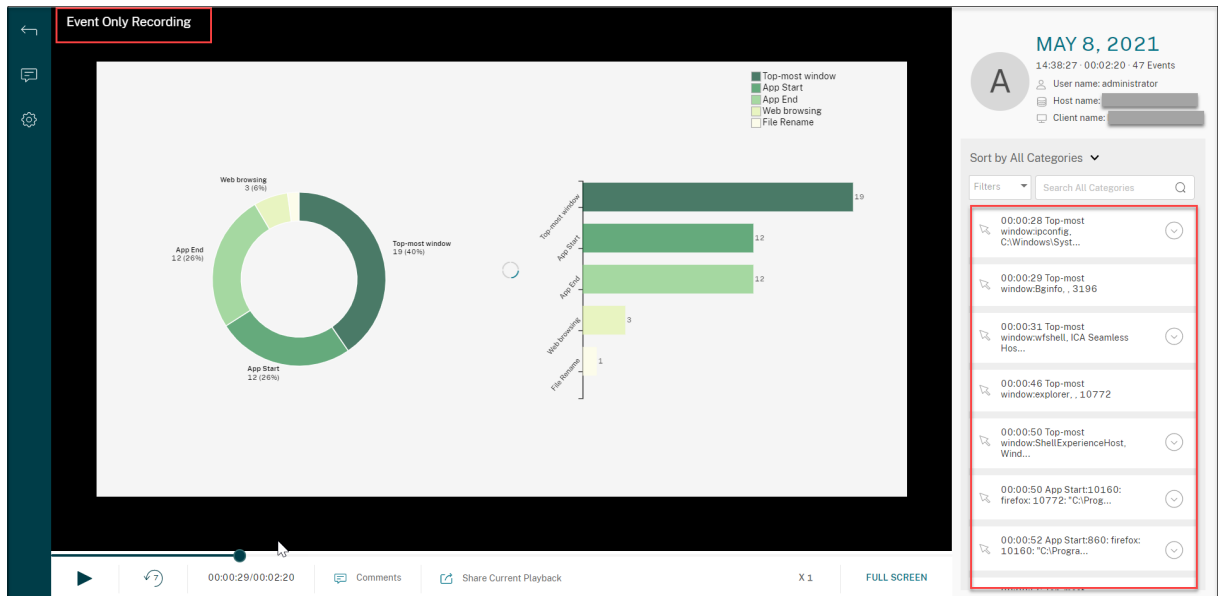 Event Only Recording
Top-most window
App Start
App End
Web browsing
File Rename
Web browsing
3 (6%)
Top-most window
19 (40%)
App End
12 (26%)
App Start
12 (26%)
Top-most window
19
App Start
12
App End
12
Web browsing
3
File Rename
1
7
00:00:29/00:02:20
Comments
Share Current Playback
X 1
FULL SCREEN
A
MAY 8, 2021
14:38:27 · 00:02:20 · 47 Events
User name: administrator
Host name:
Client name:
Sort by All Categories
Filters
Search All Categories
00:00:28 Top-most
window:ipconfig,
C:\Windows\Syst...
00:00:29 Top-most
window:Bginfo, , 3196
00:00:31 Top-most
window:wfshell, ICA Seamless
Hos...
00:00:46 Top-most
window:explorer, , 10772
00:00:50 Top-most
window:ShellExperienceHost,
Wind...
00:00:50 App Start:10160:
firefox: 10772: "C:\Prog...
00:00:52 App Start:860: firefox:
10160: "C:\Progra...